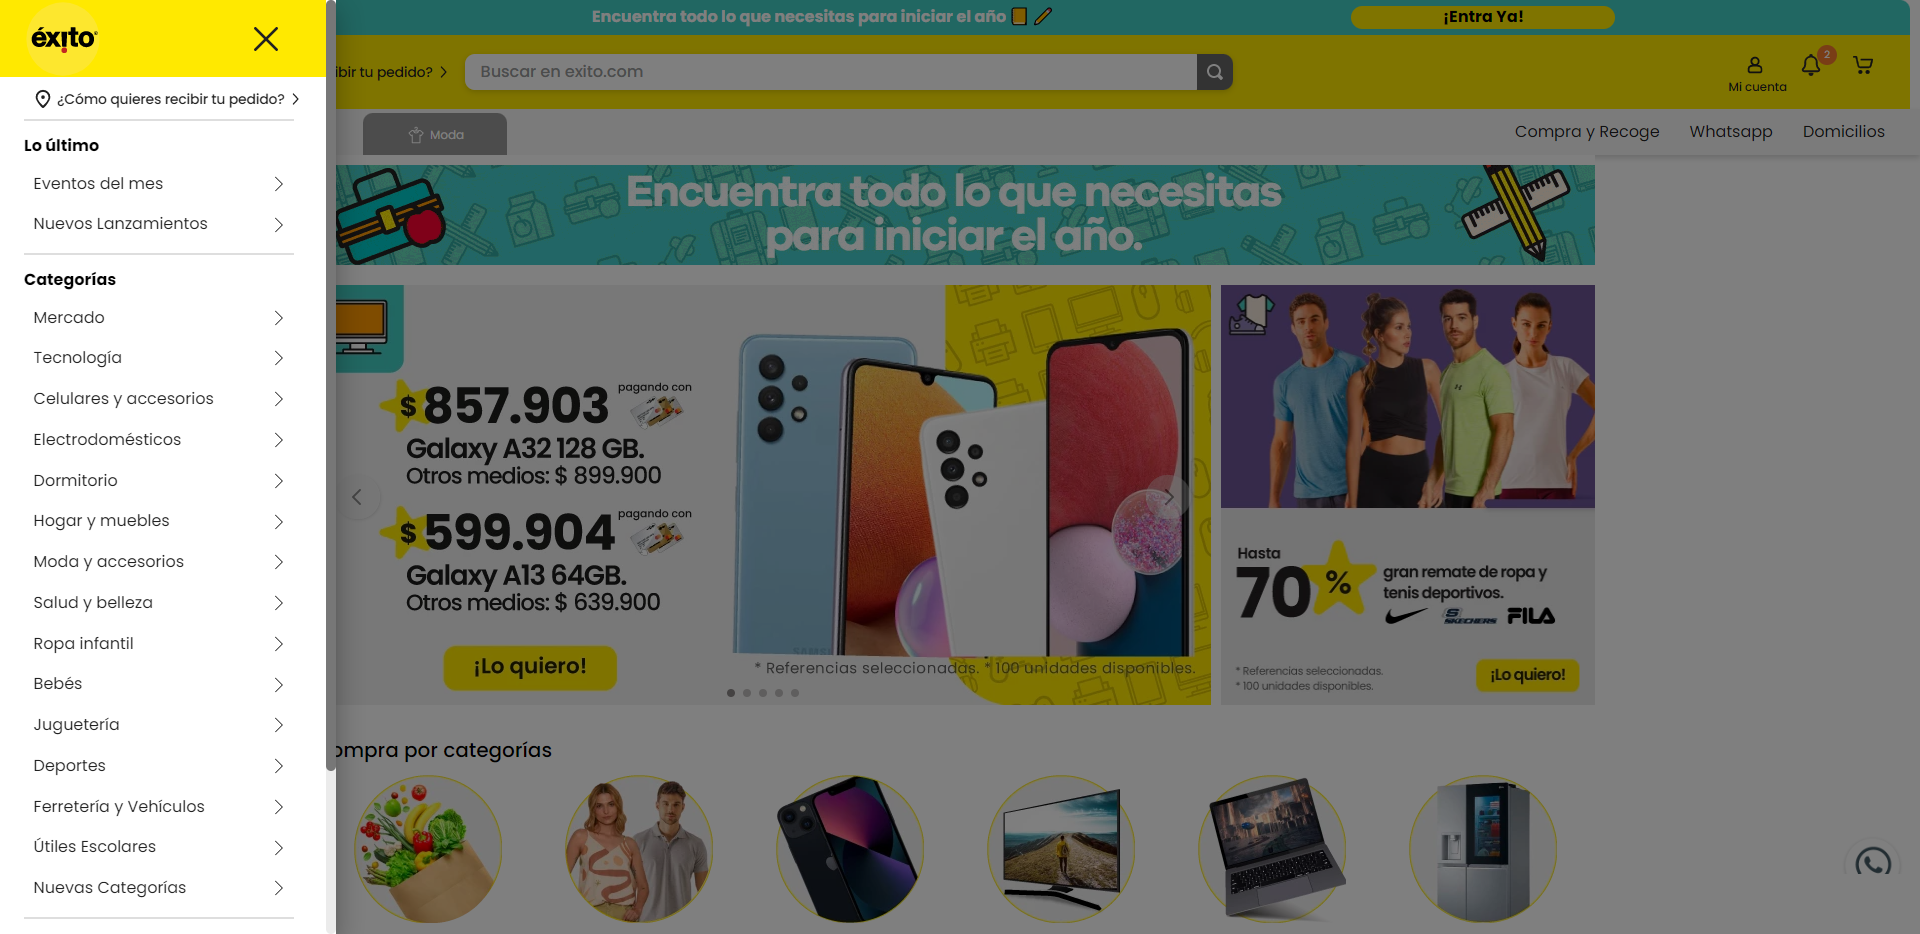 éxito
¿Cómo quieres recibir tu pedido?
Lo último
Eventos del mes
Nuevos Lanzamientos
Categorías
Mercado
Tecnología
Celulares y accesorios
Electrodomésticos
Dormitorio
Hogar y muebles
Moda y accesorios
Salud y belleza
Ropa infantil
Bebés
Juguetería
Deportes
Ferretería y Vehículos
Útiles Escolares
Nuevas Categorías
Encuentra todo lo que necesitas para iniciar el año
¡Entra Ya!
ibir tu pedido?
Buscar en exito.com
Mi cuenta
2
Moda
Compra y Recoge
Whatsapp
Domicilios
Encuentra todo lo que necesitas
para iniciar el año.
$ 857.903
pagando con
Galaxy A32 128 GB.
Otros medios: $ 899.900
$ 599.904
pagando con
Galaxy A13 64GB.
Otros medios: $ 639.900
¡Lo quiero!
SAMSUNG
* Referencias seleccionadas. * 100 unidades disponibles.
Hasta
70 %
gran remate de ropa y
tenis deportivos.
SKECHERS FILA
* Referencias seleccionadas.
* 100 unidades disponibles.
¡Lo quiero!
ompra por categorías